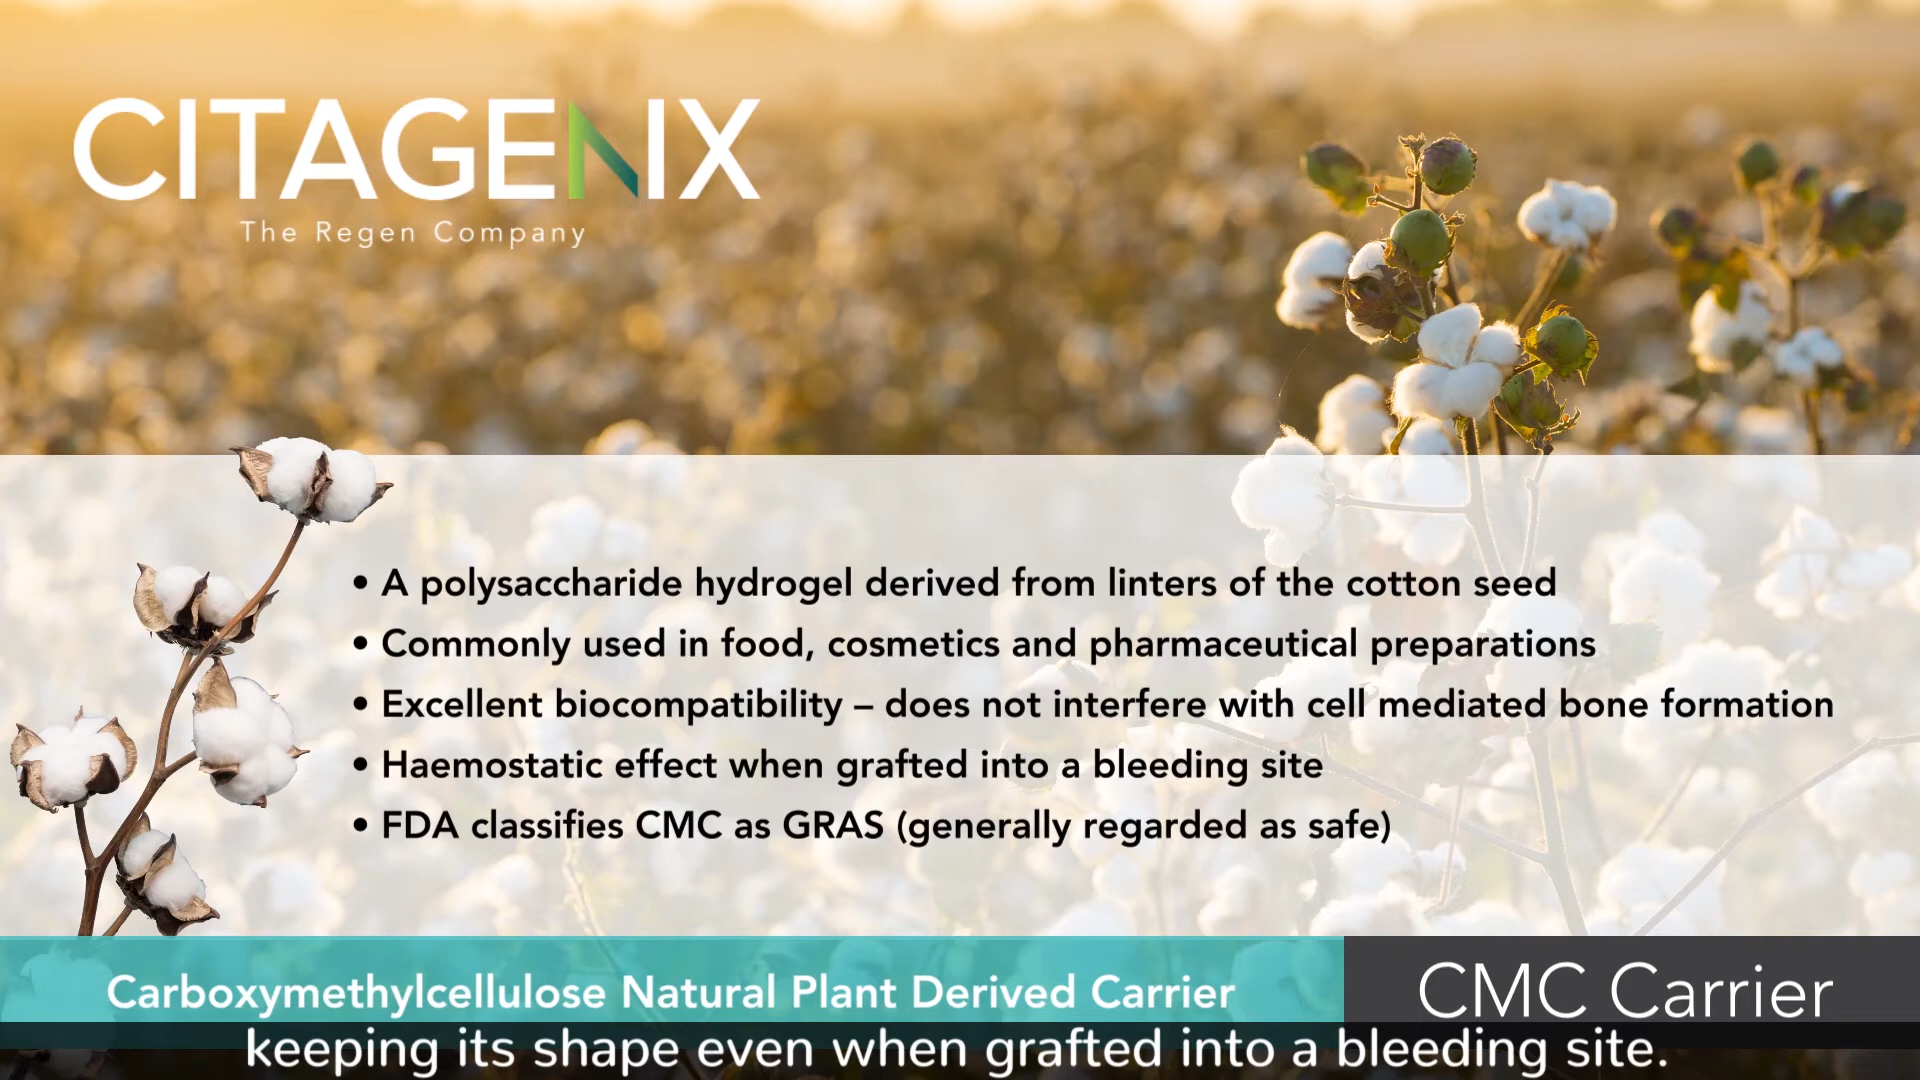 CITAGENIX
The Regen Company
• A polysaccharide hydrogel derived from linters of the cotton seed
• Commonly used in food, cosmetics and pharmaceutical preparations
• Excellent biocompatibility – does not interfere with cell mediated bone formation
• Haemostatic effect when grafted into a bleeding site
• FDA classifies CMC as GRAS (generally regarded as safe)
Carboxymethylcellulose Natural Plant Derived Carrier
CMC Carrier
keeping its shape even when grafted into a bleeding site.